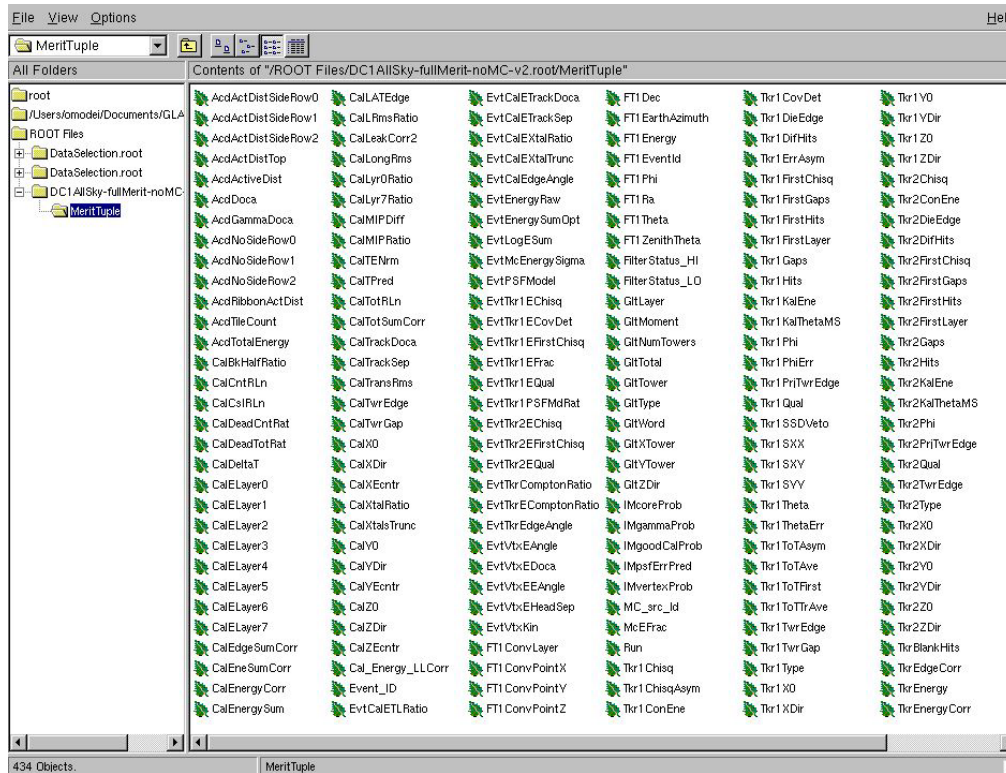 File View Options Hel
MeritTuple
All Folders Contents of "/ROOT Files/DC1AllSky-fullMerit-noMC-v2.root/MeritTuple"
root
/Users/omodei/Documents/GLA
ROOT Files
DataSelection.root
DataSelection.root
DC1AllSky-fullMerit-noMC-
MeritTuple
AcdActDistSideRow0 CalLATEdge EvtCalETrackDoca FT1Dec Tkr1CovDet Tkr1Y0
AcdActDistSideRow1 CalLRmsRatio EvtCalETrackSep FT1EarthAzimuth Tkr1DieEdge Tkr1YDir
AcdActDistSideRow2 CalLeakCorr2 EvtCalEXtalRatio FT1Energy Tkr1DifHits Tkr1Z0
AcdActDistTop CalLongRms EvtCalEXtalTrunc FT1EventId Tkr1ErrAsym Tkr1ZDir
AcdActiveDist CalLyr0Ratio EvtCalEdgeAngle FT1Phi Tkr1FirstChisq Tkr2Chisq
AcdDoca CalLyr7Ratio EvtEnergyRaw FT1Ra Tkr1FirstGaps Tkr2ConEne
AcdGammaDoca CalMIPDiff EvtEnergySumOpt FT1Theta Tkr1FirstHits Tkr2DieEdge
AcdNoSideRow0 CalMIPRatio EvtLogESum FT1ZenithTheta Tkr1FirstLayer Tkr2DifHits
AcdNoSideRow1 CalTENrm EvtMcEnergySigma FilterStatus_HI Tkr1Gaps Tkr2FirstChisq
AcdNoSideRow2 CalTPred EvtPSFModel FilterStatus_LO Tkr1Hits Tkr2FirstGaps
AcdRibbonActDist CalTotRLn EvtTkr1EChisq GltLayer Tkr1KalEne Tkr2FirstHits
AcdTileCount CalTotSumCorr EvtTkr1ECovDet GltMoment Tkr1KalThetaMS Tkr2FirstLayer
AcdTotalEnergy CalTrackDoca EvtTkr1EFirstChisq GltNumTowers Tkr1Phi Tkr2Gaps
CalBkHalfRatio CalTrackSep EvtTkr1EFrac GltTotal Tkr1PhiErr Tkr2Hits
CalCntRLn CalTransRms EvtTkr1EQual GltTower Tkr1PrjTwrEdge Tkr2KalEne
CalCsIRLn CalTwrEdge EvtTkr1PSFMdRat GltType Tkr1Qual Tkr2KalThetaMS
CalDeadCntRat CalTwrGap EvtTkr2EChisq GltWord Tkr1SSDVeto Tkr2Phi
CalDeadTotRat CalX0 EvtTkr2EFirstChisq GltXTower Tkr1SXX Tkr2PrjTwrEdge
CalDeltaT CalXDir EvtTkr2EQual GltYTower Tkr1SXY Tkr2Qual
CalELayer0 CalXEcntr EvtTkrComptonRatio GltZDir Tkr1SYY Tkr2TwrEdge
CalELayer1 CalXtalRatio EvtTkrEComptonRatio IMcoreProb Tkr1Theta Tkr2Type
CalELayer2 CalXtalsTrunc EvtTkrEdgeAngle IMgammaProb Tkr1ThetaErr Tkr2X0
CalELayer3 CalY0 EvtVtxEAngle IMgoodCalProb Tkr1ToTAsym Tkr2XDir
CalELayer4 CalYDir EvtVtxEDoca IMpsfErrPred Tkr1ToTAve Tkr2Y0
CalELayer5 CalYEcntr EvtVtxEEAngle IMvertexProb Tkr1ToTFirst Tkr2YDir
CalELayer6 CalZ0 EvtVtxEHeadSep MC_src_Id Tkr1ToTTrAve Tkr2Z0
CalELayer7 CalZDir EvtVtxKin McEFrac Tkr1TwrEdge Tkr2ZDir
CalEdgeSumCorr CalZEcntr FT1ConvLayer Run Tkr1TwrGap TkrBlankHits
CalEneSumCorr Cal_Energy_LLCorr FT1ConvPointX Tkr1Chisq Tkr1Type TkrEdgeCorr
CalEnergyCorr Event_ID FT1ConvPointY Tkr1ChisqAsym Tkr1X0 TkrEnergy
CalEnergySum EvtCalETLRatio FT1ConvPointZ Tkr1ConEne Tkr1XDir TkrEnergyCorr
434 Objects. MeritTuple